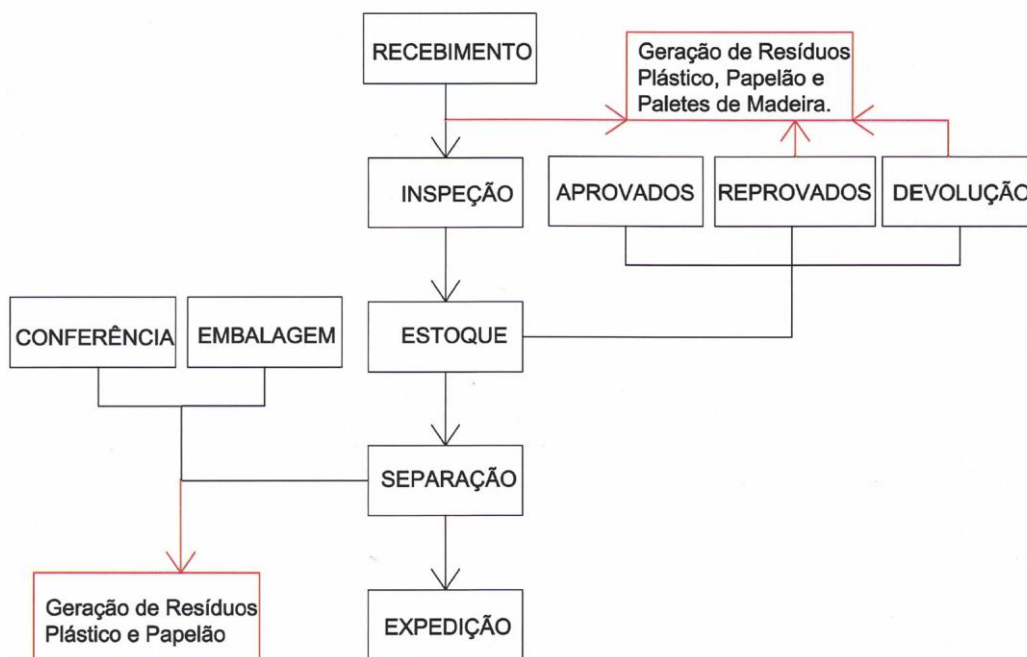 RECEBIMENTO
Geração de Resíduos
Plástico, Papelão e
Paletes de Madeira.
INSPEÇÃO
APROVADOS
REPROVADOS
DEVOLUÇÃO
CONFERÊNCIA
EMBALAGEM
ESTOQUE
SEPARAÇÃO
Geração de Resíduos
Plástico e Papelão
EXPEDIÇÃO